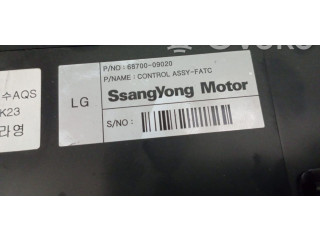 P/NO : 68700-09020
P/NAME : CONTROL ASSY-FATC
LG
SsangYong Motor
S/NO :
수AQS
K23
라영